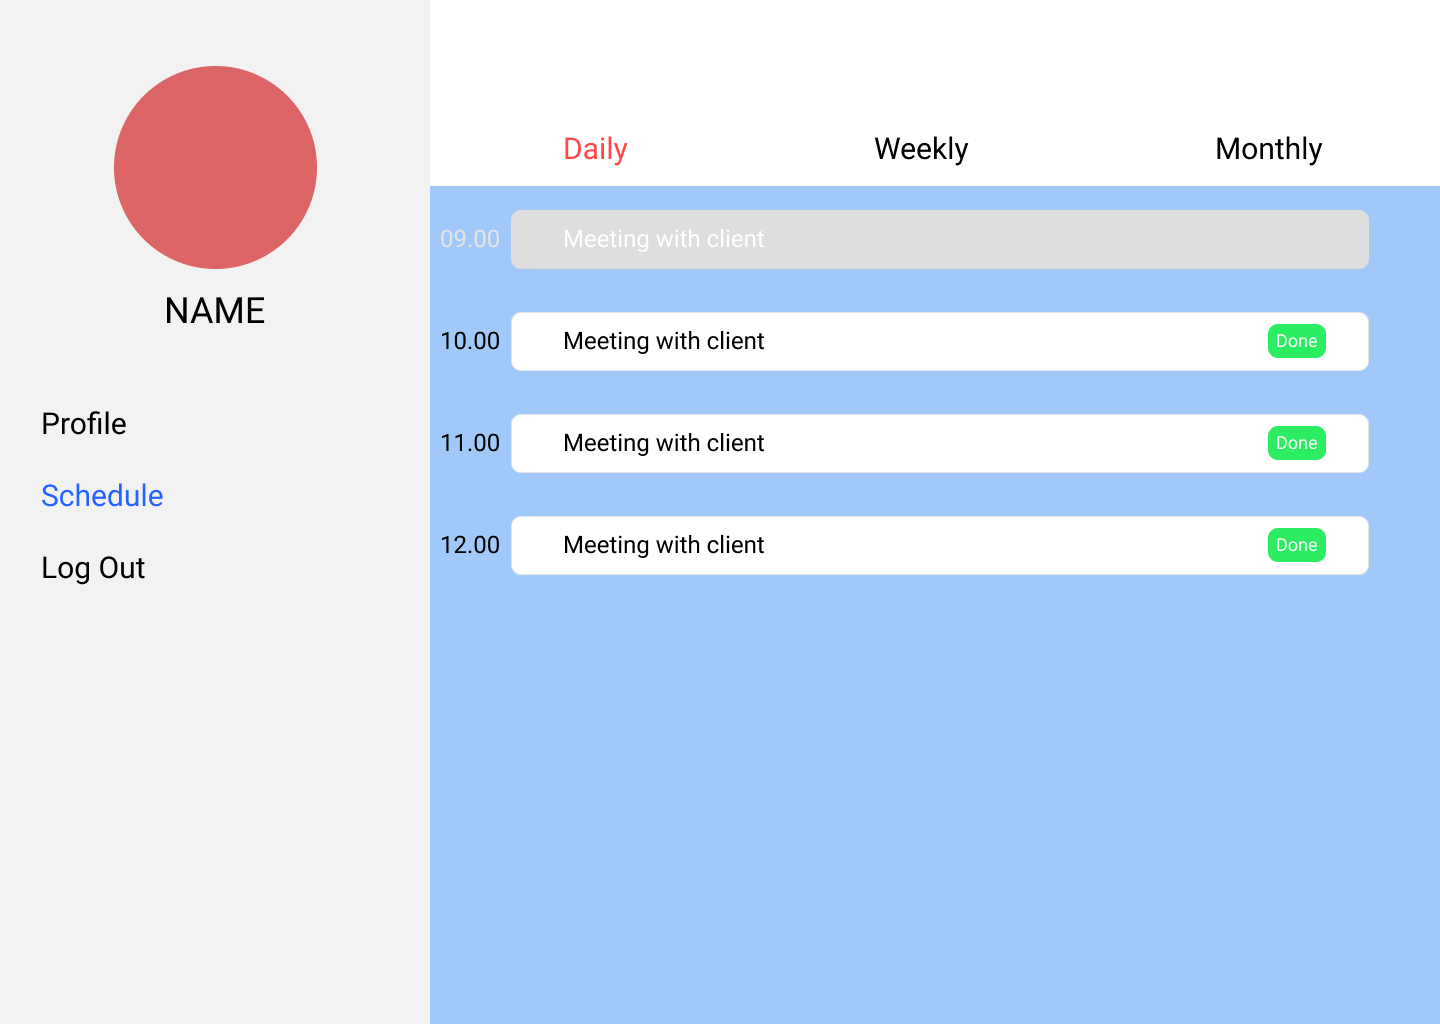 NAME
Profile
Schedule
Log Out
Daily Weekly Monthly
09.00 Meeting with client
10.00 Meeting with client Done
11.00 Meeting with client Done
12.00 Meeting with client Done